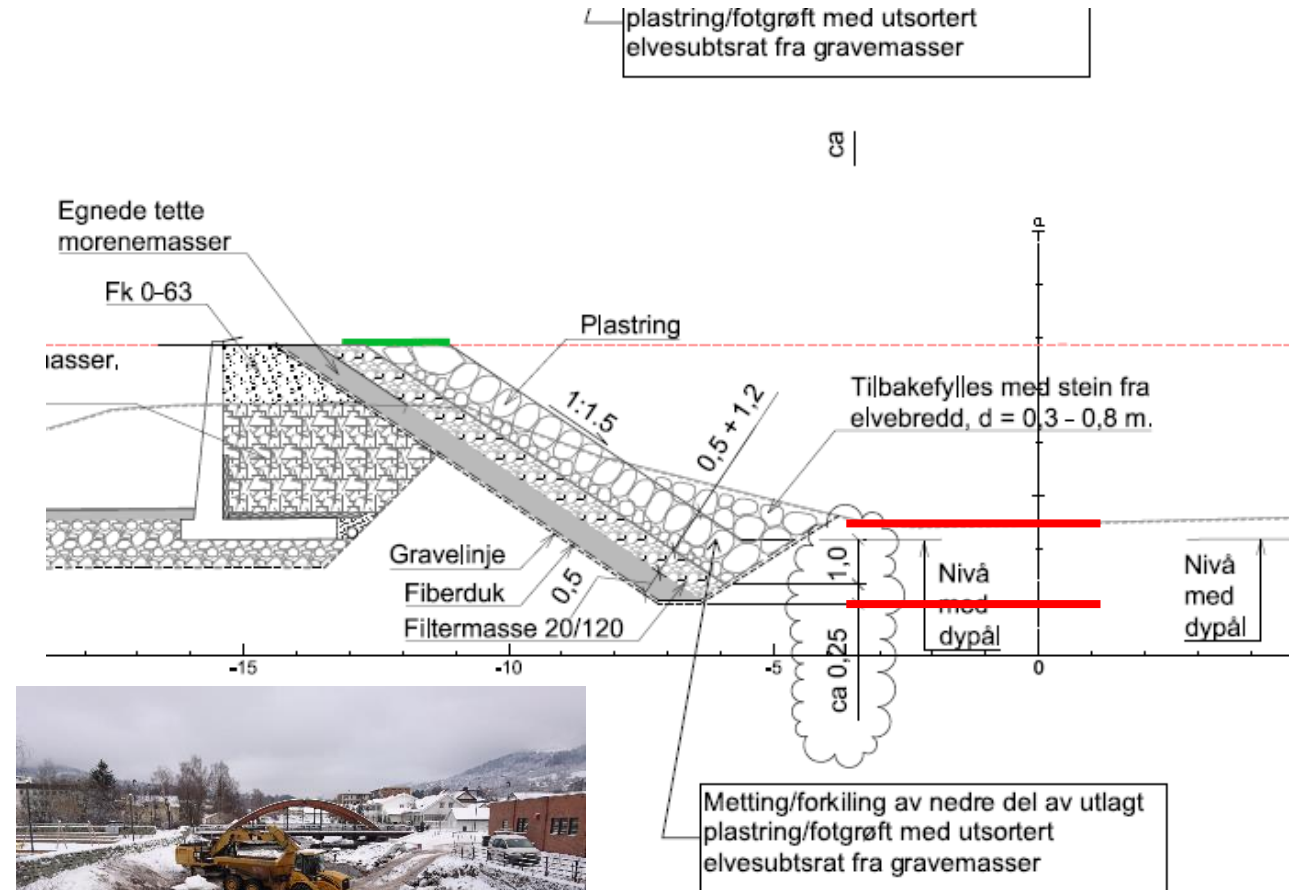 plastring/fotgrøft med utsortert
elvesubtsrat fra gravemasser
ca
Egnede tette
morenemasser
Fk 0-63
Plastring
1:1.5
0,5 +1,2
Tilbakefylles med stein fra
elvebredd, d = 0,3 - 0,8 m.
Gravelinje
Fiberduk
0,5
Filtermasse 20/120
1,0
ca 0,25
Nivå
med
dypål
Nivå
med
dypål
-15
-10
-5
0
Metting/forkiling av nedre del av utlagt
plastring/fotgrøft med utsortert
elvesubtsrat fra gravemasser